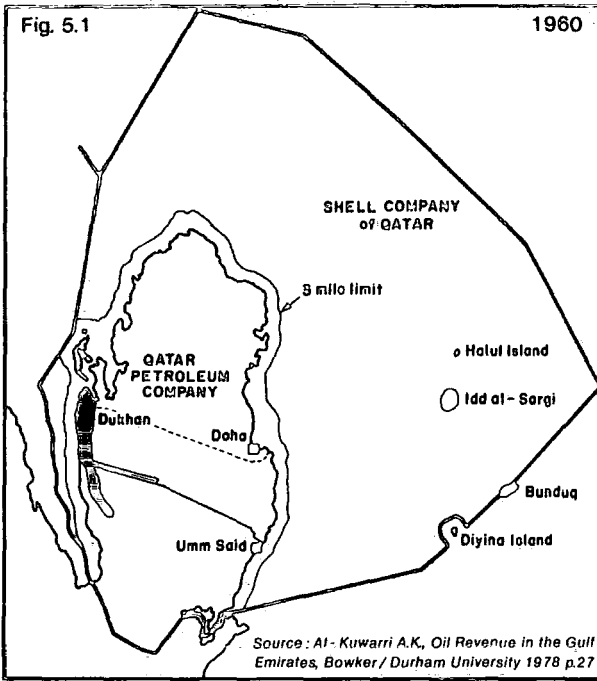 Fig. 5.1
1960
SHELL COMPANY
of QATAR
3 mile limit
Halul Island
QATAR
PETROLEUM
COMPANY
Idd al-Sargi
Dukhan
Doha
Bunduq
Umm Said
Diyina Island
Source : Al-Kuwarri A.K., Oil Revenue in the Gulf
Emirates, Bowker / Durham University 1978 p.27